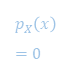 p_X(x)
= 0